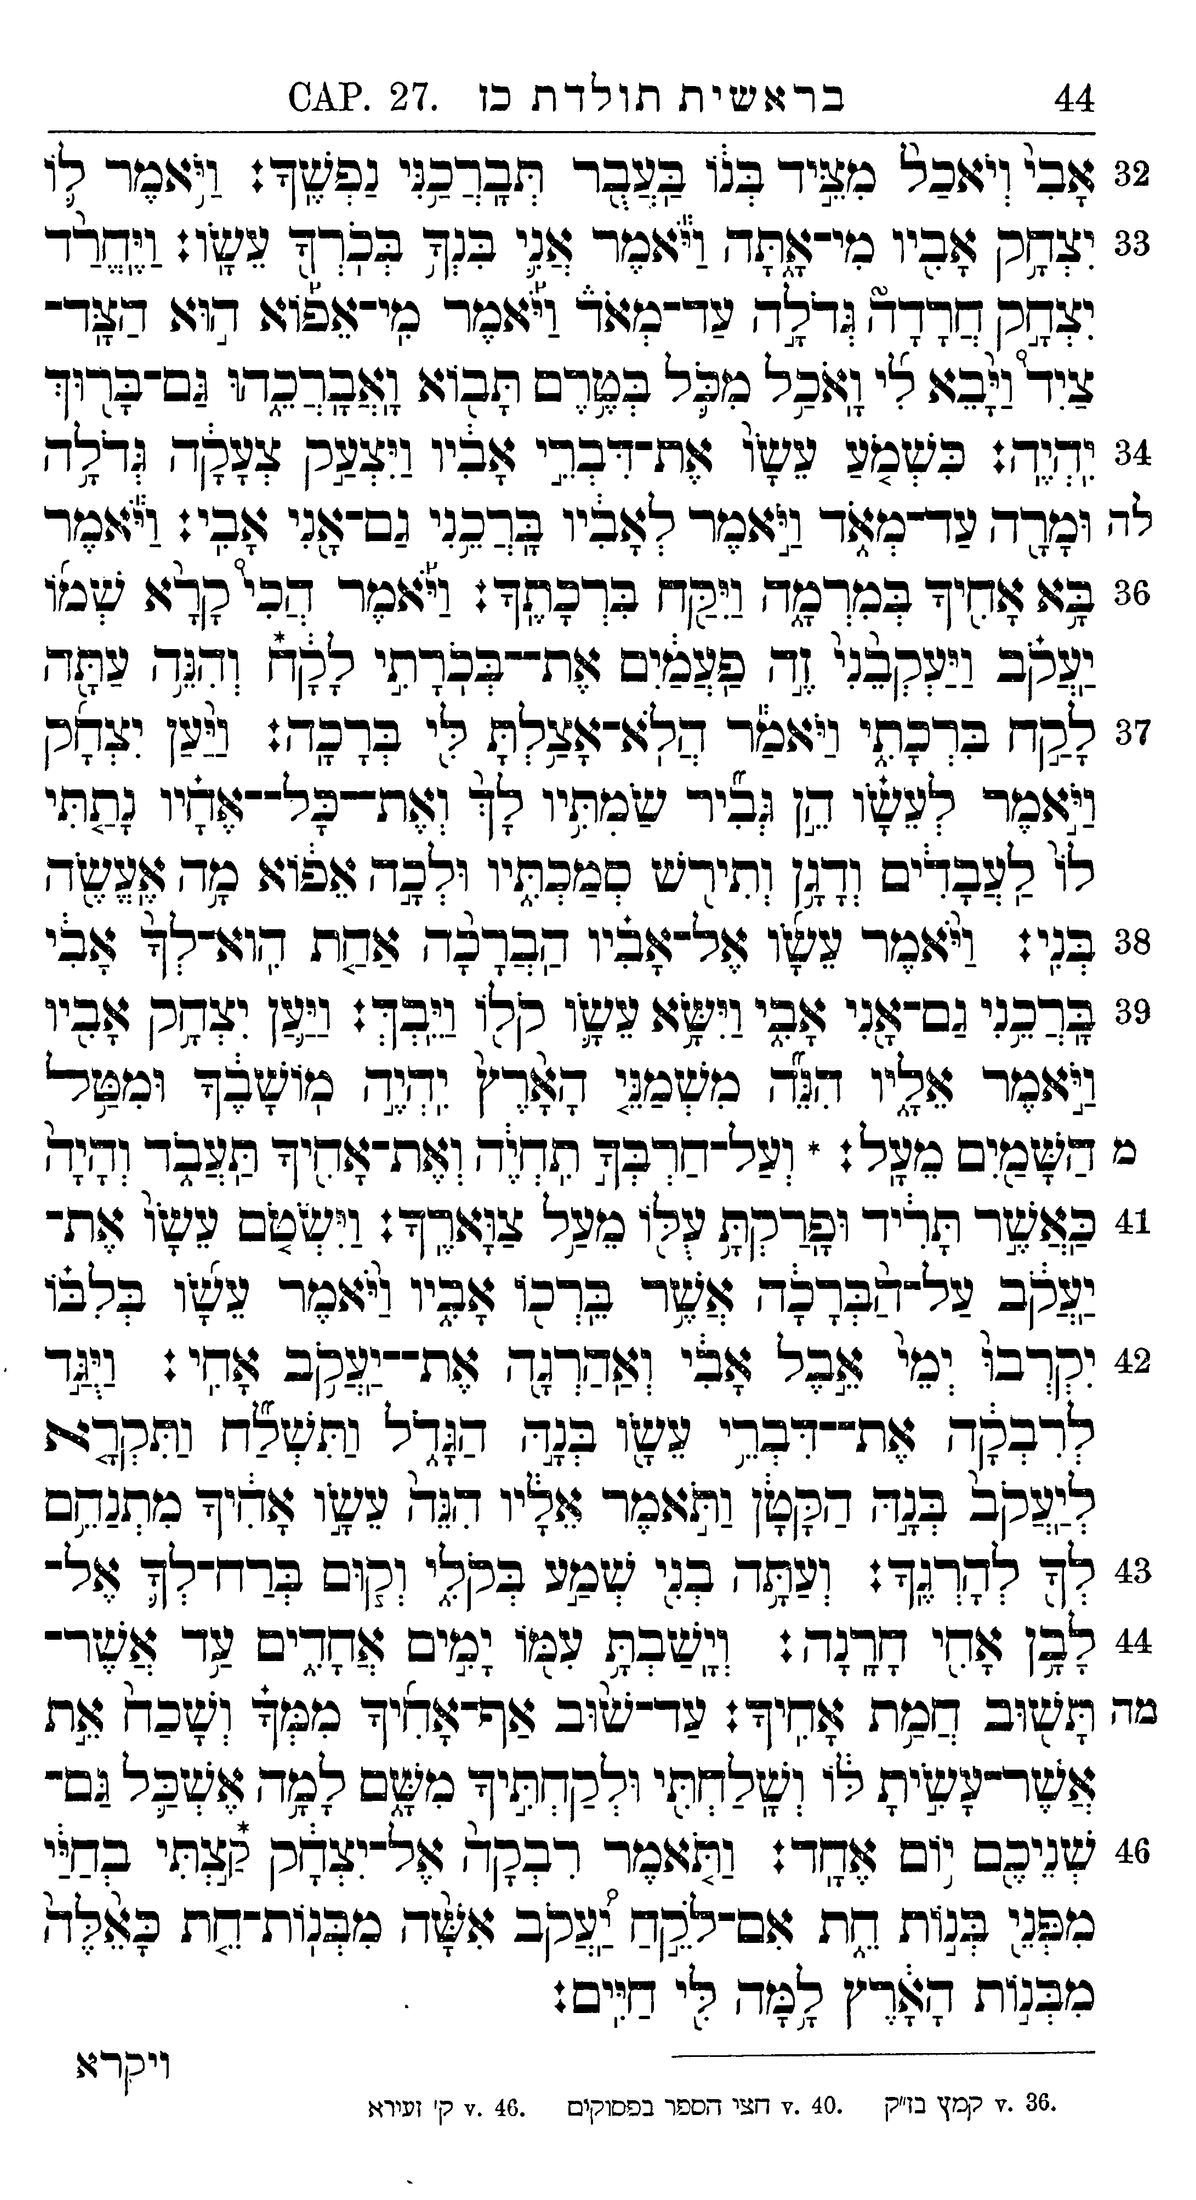 44 בראשית תולדת כז CAP. 27.
32 אָבִי֙ וְיֹאכַל֙ מִצֵּ֣יד בְּנ֔וֹ בַּעֲבֻ֖ר תְּבָרְכַ֥נִּי נַפְשֶֽׁךָ׃ וַיֹּ֥אמֶר ל֛וֹ
33 יִצְחָ֥ק אָבִ֖יו מִי־אָ֑תָּה וַיֹּ֕אמֶר אֲנִ֛י בִּנְךָ֥ בְכֹֽרְךָ֖ עֵשָֽׂו׃ וַיֶּחֱרַ֨ד
יִצְחָ֣ק חֲרָדָה֮ גְּדֹלָ֣ה עַד־מְאֹד֒ וַיֹּ֡אמֶר מִֽי־אֵפ֡וֹא ה֣וּא הַצָּֽד־
צַיִד֩ וַיָּ֨בֵא לִ֜י וָאֹכַ֥ל מִכֹּ֛ל בְּטֶ֥רֶם תָּב֖וֹא וָאֲבָרְכֵ֑הוּ גַּם־בָּר֖וּךְ
34 יִֽהְיֶֽה׃ כִּשְׁמֹ֤עַ עֵשָׂו֙ אֶת־דִּבְרֵ֣י אָבִ֔יו וַיִּצְעַ֣ק צְעָקָ֔ה גְּדֹלָ֥ה
לה וּמָרָ֖ה עַד־מְאֹ֑ד וַיֹּ֣אמֶר לְאָבִ֔יו בָּרְכֵ֥נִי גַם־אָ֖נִי אָבִֽי׃ וַיֹּ֕אמֶר
36 בָּ֥א אָחִ֖יךָ בְּמִרְמָ֑ה וַיִּקַּ֖ח בִּרְכָתֶֽךָ׃ וַיֹּ֡אמֶר הֲכִי֩ קָרָ֨א שְׁמ֜וֹ
יַעֲקֹ֗ב וַֽיַּעְקְבֵ֙נִי֙ זֶ֣ה פַעֲמַ֔יִם אֶת־בְּכֹרָתִ֣י לָקָ֔ח* וְהִנֵּ֥ה עַתָּ֖ה
37 לָקַ֣ח בִּרְכָתִ֑י וַיֹּאמַ֕ר הֲלֹא־אָצַ֥לְתָּ לִּ֖י בְּרָכָֽה׃ וַיַּ֨עַן יִצְחָ֜ק
וַיֹּ֣אמֶר לְעֵשָׂ֗ו הֵ֣ן גְּבִ֞יר שַׂמְתִּ֥יו לָךְ֙ וְאֶת־כָּל־אֶחָ֗יו נָתַ֤תִּי
לוֹ֙ לַעֲבָדִ֔ים וְדָגָ֥ן וְתִירֹ֖שׁ סְמַכְתִּ֑יו וּלְכָ֣ה אֵפ֔וֹא מָ֥ה אֶֽעֱשֶׂ֖ה
38 בְּנִֽי׃ וַיֹּ֨אמֶר עֵשָׂ֜ו אֶל־אָבִ֗יו הַֽבְרָכָ֨ה אַחַ֤ת הִֽוא־לְךָ֙ אָבִ֔י
39 בָּרְכֵ֥נִי גַם־אָ֖נִי אָבִ֑י וַיִּשָּׂ֥א עֵשָׂ֛ו קֹל֖וֹ וַיֵּֽבְךְּ׃ וַיַּ֛עַן יִצְחָ֥ק אָבִ֖יו
וַיֹּ֣אמֶר אֵלָ֑יו הִנֵּ֞ה מִשְׁמַנֵּ֤י הָאָ֙רֶץ֙ יִהְיֶ֣ה מֽוֹשָׁבֶ֔ךָ וּמִטַּ֥ל
מ הַשָּׁמַ֖יִם מֵעָֽל׃ * וְעַל־חַרְבְּךָ֣ תִֽחְיֶ֔ה וְאֶת־אָחִ֖יךָ תַּעֲבֹ֑ד וְהָיָה֙
41 כַּאֲשֶׁ֣ר תָּרִ֔יד וּפָרַקְתָּ֥ עֻלּ֖וֹ מֵעַ֥ל צַוָּארֶֽךָ׃ וַיִּשְׂטֹ֤ם עֵשָׂו֙ אֶֽת־
יַעֲקֹ֔ב עַל־הַ֨בְּרָכָ֔ה אֲשֶׁ֥ר בֵּרְכ֖וֹ אָבִ֑יו וַיֹּ֨אמֶר עֵשָׂ֜ו בְּלִבּ֗וֹ
42 יִקְרְבוּ֙ יְמֵי֙ אֵ֣בֶל אָבִ֔י וְאַֽהַרְגָ֖ה אֶת־יַעֲקֹ֥ב אָחִֽי׃ וַיֻּגַּ֣ד
לְרִבְקָ֔ה אֶת־דִּבְרֵ֥י עֵשָׂ֖ו בְּנָ֣הּ הַגָּדֹ֑ל וַתִּשְׁלַ֞ח וַתִּקְרָ֤א
לְיַעֲקֹב֙ בְּנָ֣הּ הַקָּטָ֔ן וַתֹּ֣אמֶר אֵלָ֔יו הִנֵּה֙ עֵשָׂ֣ו אָחִ֔יךָ מִתְנַחֵ֥ם
43 לְךָ֖ לְהָרְגֶֽךָ׃ וְעַתָּ֥ה בְנִ֖י שְׁמַ֣ע בְּקֹלִ֑י וְק֧וּם בְּרַח־לְךָ֛ אֶל־
44 לָבָ֥ן אָחִ֖י חָרָֽנָה׃ וְיָשַׁבְתָּ֥ עִמּ֖וֹ יָמִ֣ים אֲחָדִ֑ים עַ֥ד אֲשֶׁר־
מה תָּשׁ֖וּב חֲמַ֥ת אָחִֽיךָ׃ עַד־שׁ֨וּב אַף־אָחִ֜יךָ מִמְּךָ֗ וְשָׁכַח֙ אֵ֣ת
אֲשֶׁר־עָשִׂ֣יתָ לּ֔וֹ וְשָׁלַחְתִּ֖י וּלְקַחְתִּ֣יךָ מִשָּׁ֑ם לָמָ֥ה אֶשְׁכַּ֛ל גַּם־
46 שְׁנֵיכֶ֖ם י֥וֹם אֶחָֽד׃ וַתֹּ֤אמֶר רִבְקָה֙ אֶל־יִצְחָ֔ק קַ֣צְתִּי* בְחַיַּ֔י
מִפְּנֵ֖י בְּנ֣וֹת חֵ֑ת אִם־לֹקֵ֣חַ יַ֠עֲקֹב אִשָּׁ֨ה מִבְּנֽוֹת־חֵ֤ת כָּאֵ֙לֶּה֙
מִבְּנ֣וֹת הָאָ֔רֶץ לָ֥מָּה לִּ֖י חַיִּֽים׃
ויקרא
v. 36. קמץ בז״ק v. 40. חצי הספר בפסוקים v. 46. ק׳ זעירא